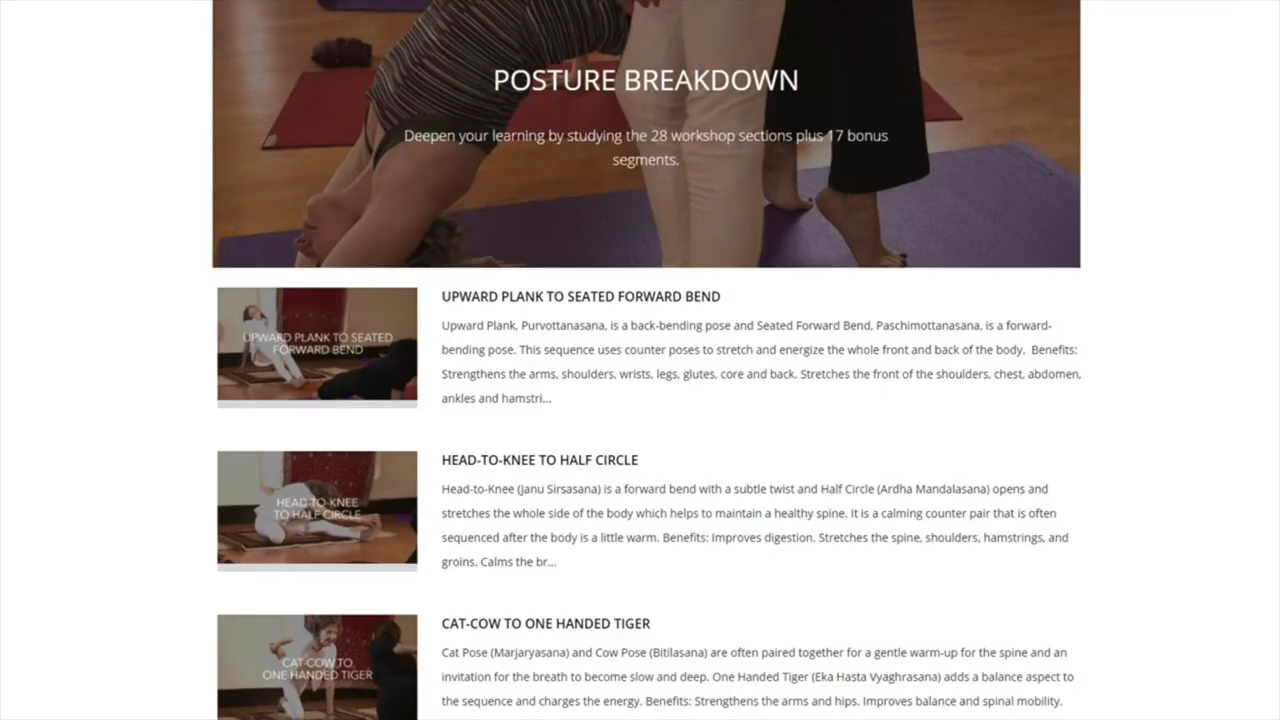 POSTURE BREAKDOWN
Deepen your learning by studying the 28 workshop sections plus 17 bonus
segments.
UPWARD PLANK TO SEATED
FORWARD BEND
UPWARD PLANK TO SEATED FORWARD BEND
Upward Plank, Purvottanasana, is a back-bending pose and Seated Forward Bend, Paschimottanasana, is a forward-
bending pose. This sequence uses counter poses to stretch and energize the whole front and back of the body.  Benefits:
Strengthens the arms, shoulders, wrists, legs, glutes, core and back. Stretches the front of the shoulders, chest, abdomen,
ankles and hamstri...
HEAD-TO-KNEE
TO HALF CIRCLE
HEAD-TO-KNEE TO HALF CIRCLE
Head-to-Knee (Janu Sirsasana) is a forward bend with a subtle twist and Half Circle (Ardha Mandalasana) opens and
stretches the whole side of the body which helps to maintain a healthy spine. It is a calming counter pair that is often
sequenced after the body is a little warm. Benefits: Improves digestion. Stretches the spine, shoulders, hamstrings, and
groins. Calms the br...
CAT-COW TO
ONE HANDED TIGER
CAT-COW TO ONE HANDED TIGER
Cat Pose (Marjaryasana) and Cow Pose (Bitilasana) are often paired together for a gentle warm-up for the spine and an
invitation for the breath to become slow and deep. One Handed Tiger (Eka Hasta Vyaghrasana) adds a balance aspect to
the sequence and charges the energy. Benefits: Strengthens the arms and hips. Improves balance and spinal mobility.